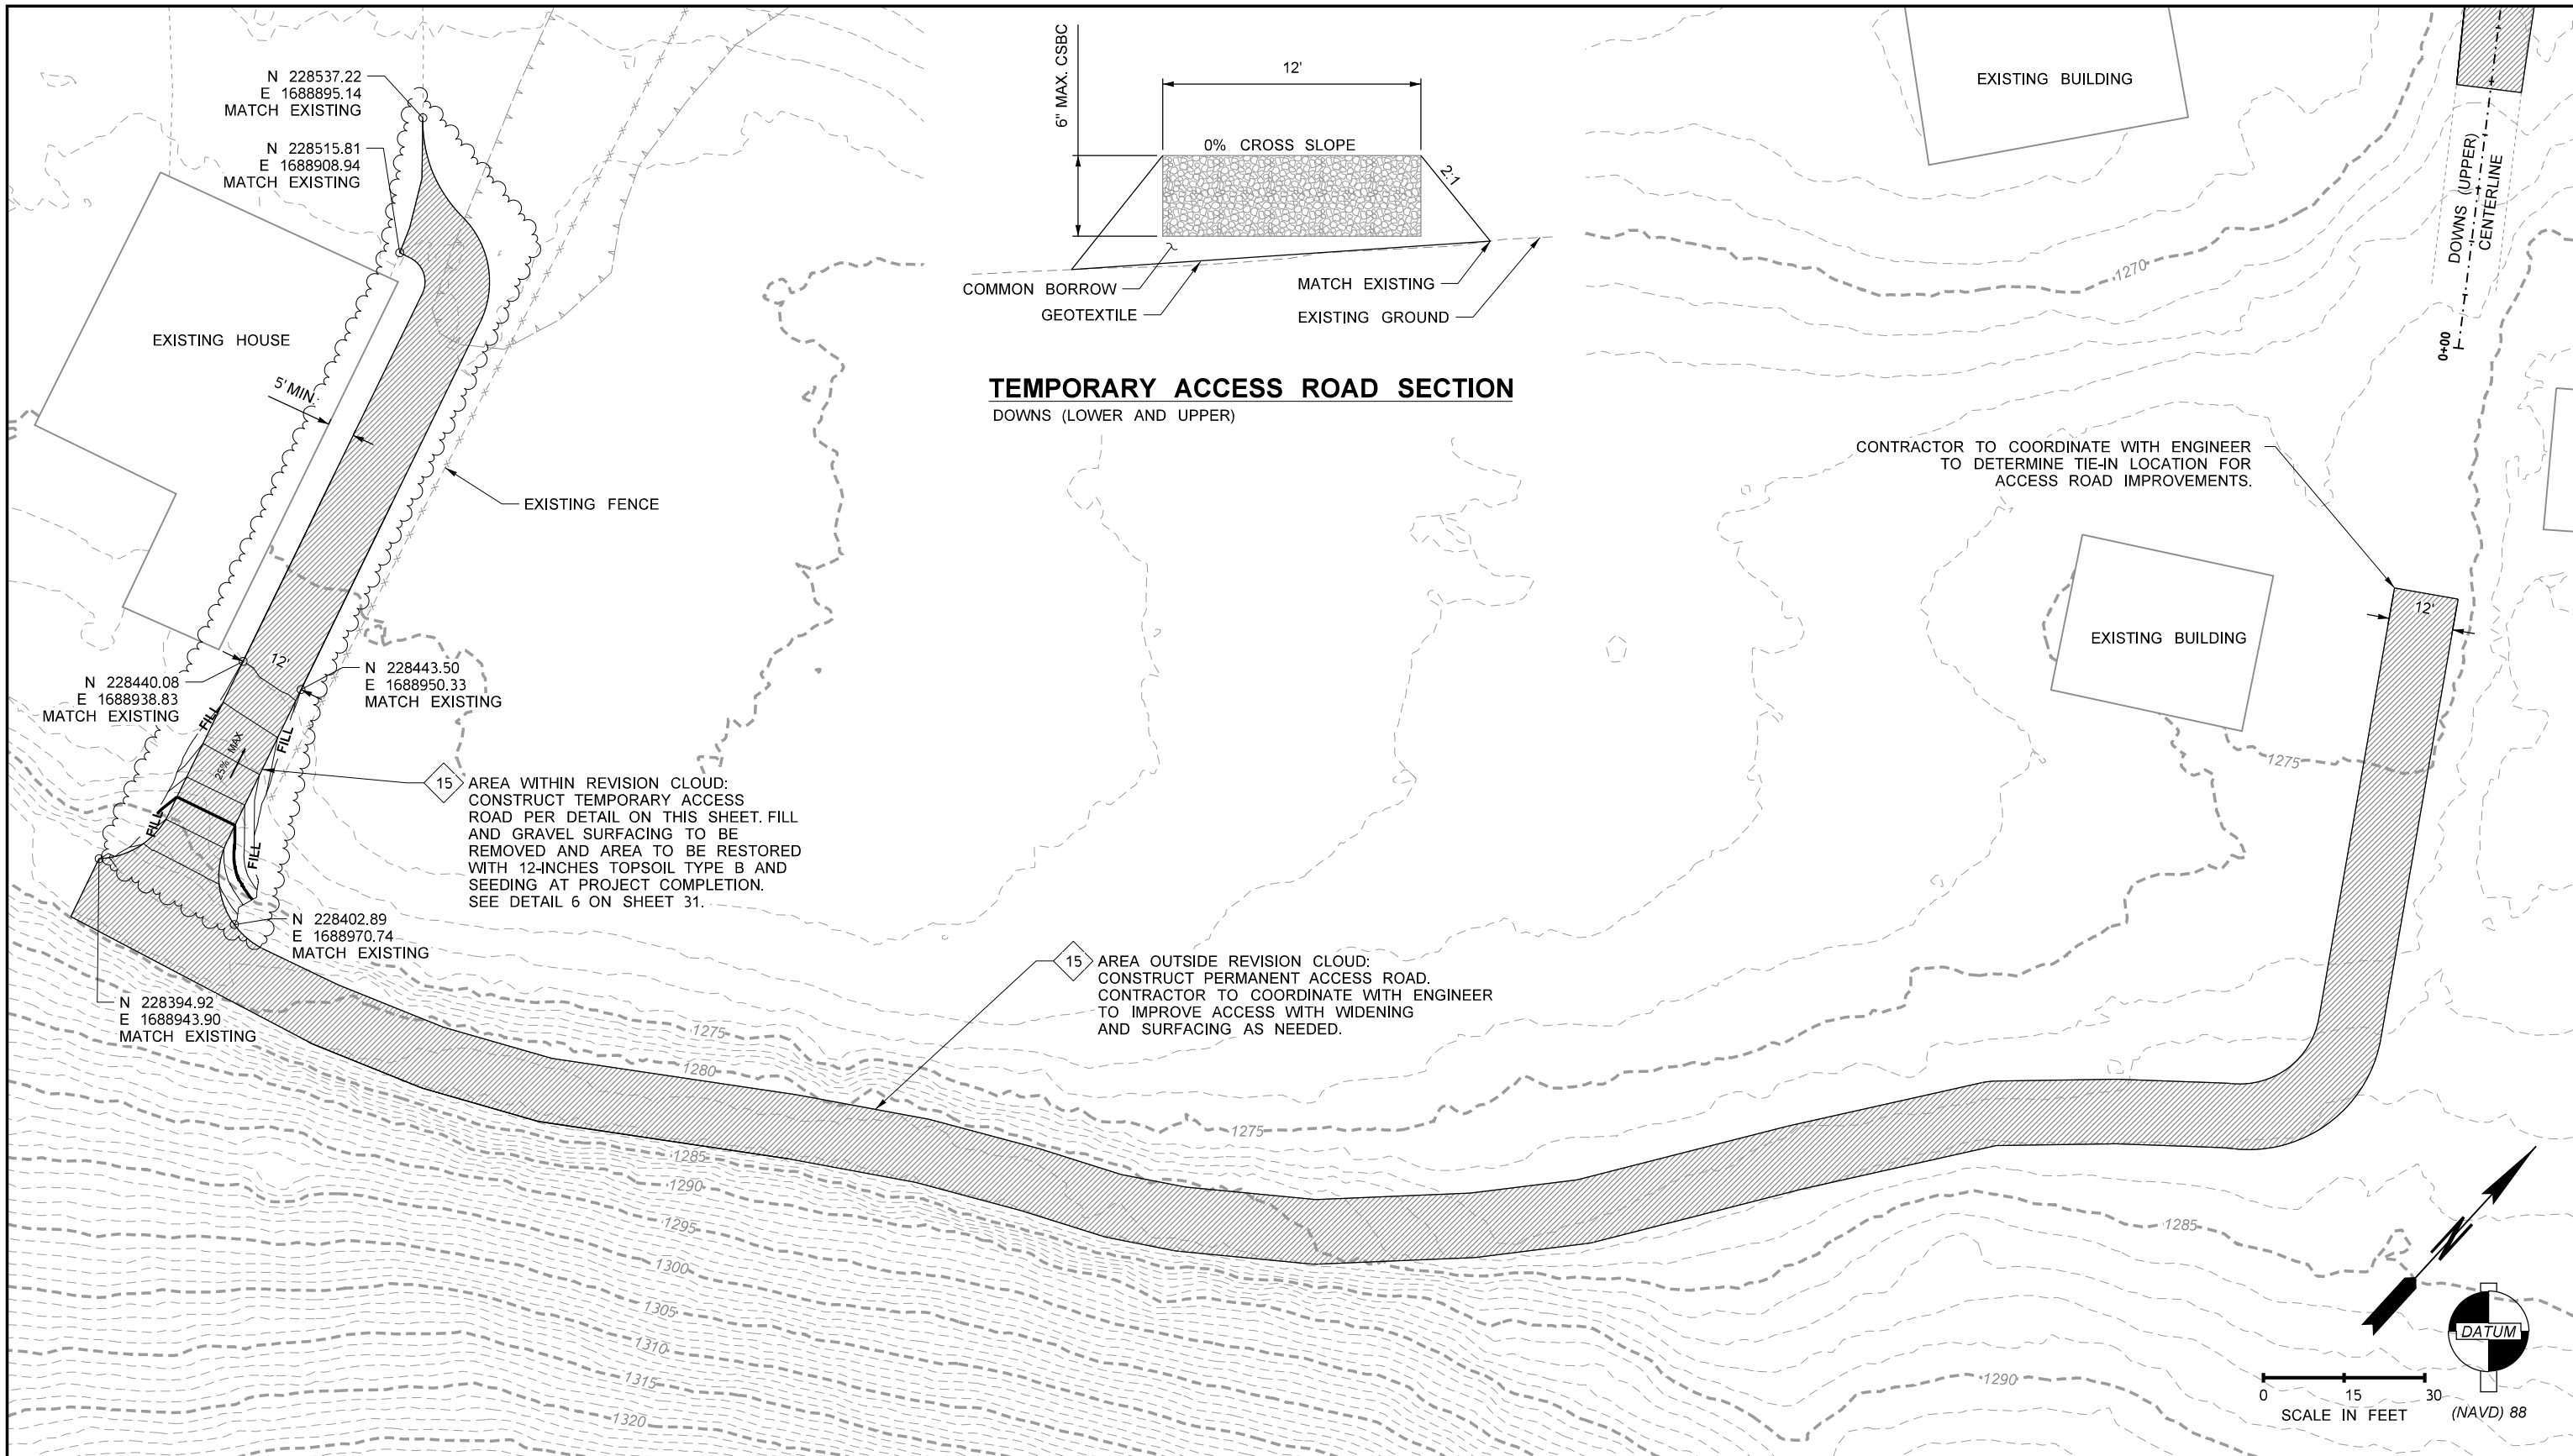 N 228537.22
E 1688895.14
MATCH EXISTING
N 228515.81
E 1688908.94
MATCH EXISTING
EXISTING HOUSE
5' MIN.
EXISTING FENCE
12'
N 228440.08
E 1688938.83
MATCH EXISTING
N 228443.50
E 1688950.33
MATCH EXISTING
FILL
FILL
25% MAX
FILL
FILL
15
AREA WITHIN REVISION CLOUD:
CONSTRUCT TEMPORARY ACCESS
ROAD PER DETAIL ON THIS SHEET. FILL
AND GRAVEL SURFACING TO BE
REMOVED AND AREA TO BE RESTORED
WITH 12-INCHES TOPSOIL TYPE B AND
SEEDING AT PROJECT COMPLETION.
SEE DETAIL 6 ON SHEET 31.
N 228402.89
E 1688970.74
MATCH EXISTING
N 228394.92
E 1688943.90
MATCH EXISTING
6" MAX. CSBC
12'
0% CROSS SLOPE
2:1
COMMON BORROW
GEOTEXTILE
MATCH EXISTING
EXISTING GROUND
TEMPORARY ACCESS ROAD SECTION
DOWNS (LOWER AND UPPER)
EXISTING BUILDING
DOWNS (UPPER)
CENTERLINE
0+00
1270
CONTRACTOR TO COORDINATE WITH ENGINEER
TO DETERMINE TIE-IN LOCATION FOR
ACCESS ROAD IMPROVEMENTS.
12'
EXISTING BUILDING
1275
15
AREA OUTSIDE REVISION CLOUD:
CONSTRUCT PERMANENT ACCESS ROAD.
CONTRACTOR TO COORDINATE WITH ENGINEER
TO IMPROVE ACCESS WITH WIDENING
AND SURFACING AS NEEDED.
1275
1280
1275
1285
1290
1295
1300
1305
1310
1315
1320
1285
1290
N
DATUM
(NAVD) 88
0 15 30
SCALE IN FEET